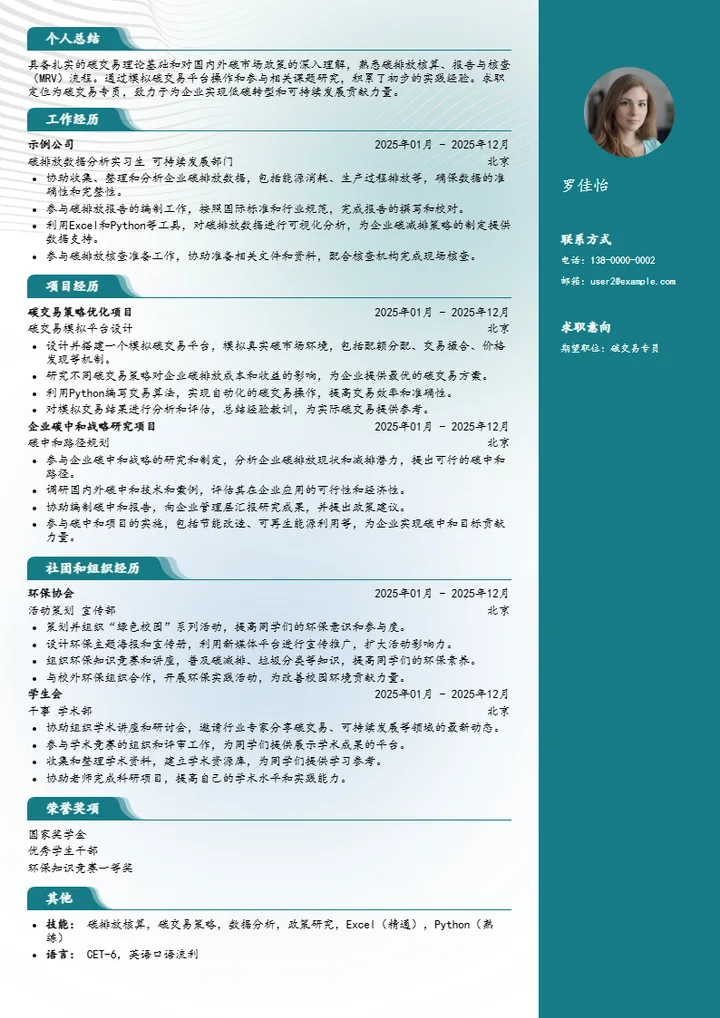 个人总结
具备扎实的碳交易理论基础和对国内外碳市场政策的深入理解，熟悉碳排放核算、报告与核查
（MRV）流程。通过模拟碳交易平台操作和参与相关课题研究，积累了初步的实践经验。求职
定位为碳交易专员，致力于为企业实现低碳转型和可持续发展贡献力量。
工作经历
示例公司 2025年01月 - 2025年12月
碳排放数据分析实习生 可持续发展部门 北京
• 协助收集、整理和分析企业碳排放数据，包括能源消耗、生产过程排放等，确保数据的准
确性和完整性。
• 参与碳排放报告的编制工作，按照国际标准和行业规范，完成报告的撰写和校对。
• 利用Excel和Python等工具，对碳排放数据进行可视化分析，为企业碳减排策略的制定提供
数据支持。
• 参与碳排放核查准备工作，协助准备相关文件和资料，配合核查机构完成现场核查。
项目经历
碳交易策略优化项目 2025年01月 - 2025年12月
碳交易模拟平台设计 北京
• 设计并搭建一个模拟碳交易平台，模拟真实碳市场环境，包括配额分配、交易撮合、价格
发现等机制。
• 研究不同碳交易策略对企业碳排放成本和收益的影响，为企业提供最优的碳交易方案。
• 利用Python编写交易算法，实现自动化的碳交易操作，提高交易效率和准确性。
• 对模拟交易结果进行分析和评估，总结经验教训，为实际碳交易提供参考。
企业碳中和战略研究项目 2025年01月 - 2025年12月
碳中和路径规划 北京
• 参与企业碳中和战略的研究和制定，分析企业碳排放现状和减排潜力，提出可行的碳中和
路径。
• 调研国内外碳中和技术和案例，评估其在企业应用的可行性和经济性。
• 协助编制碳中和报告，向企业管理层汇报研究成果，并提出政策建议。
• 参与碳中和项目的实施，包括节能改造、可再生能源利用等，为企业实现碳中和目标贡献
力量。
社团和组织经历
环保协会 2025年01月 - 2025年12月
活动策划 宣传部 北京
• 策划并组织“绿色校园”系列活动，提高同学们的环保意识和参与度。
• 设计环保主题海报和宣传册，利用新媒体平台进行宣传推广，扩大活动影响力。
• 组织环保知识竞赛和讲座，普及碳减排、垃圾分类等知识，提高同学们的环保素养。
• 与校外环保组织合作，开展环保实践活动，为改善校园环境贡献力量。
学生会 2025年01月 - 2025年12月
干事 学术部 北京
• 协助组织学术讲座和研讨会，邀请行业专家分享碳交易、可持续发展等领域的最新动态。
• 参与学术竞赛的组织和评审工作，为同学们提供展示学术成果的平台。
• 收集和整理学术资料，建立学术资源库，为同学们提供学习参考。
• 协助老师完成科研项目，提高自己的学术水平和实践能力。
荣誉奖项
国家奖学金
优秀学生干部
环保知识竞赛一等奖
其他
• 技能： 碳排放核算，碳交易策略，数据分析，政策研究，Excel（精通），Python（熟
练）
• 语言： CET-6，英语口语流利
罗佳怡
联系方式
电话：138-0000-0002
邮箱：user2@example.com
求职意向
期望职位：碳交易专员